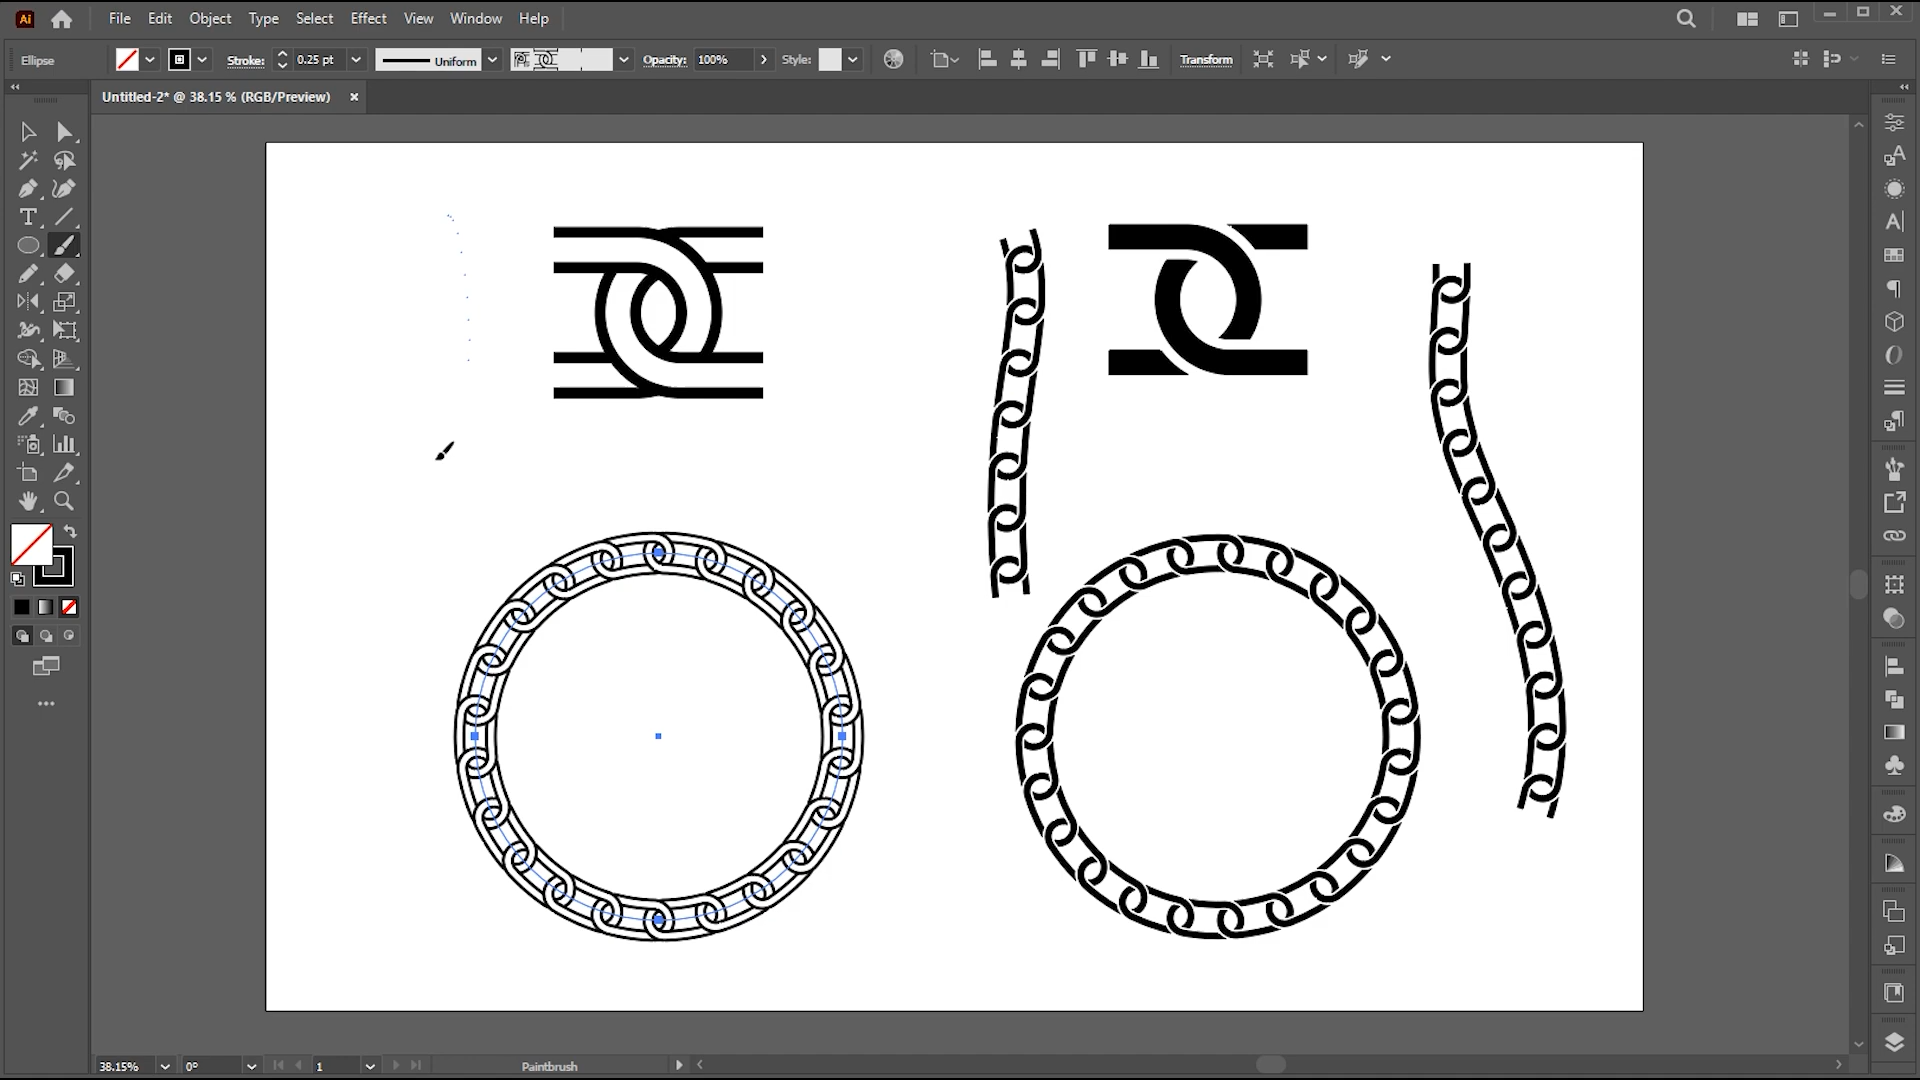 Ai File Edit Object Type Select Effect View Window Help
Ellipse Stroke: 0.25 pt Uniform Opacity: 100% Style: Transform
Untitled-2* @ 38.15 % (RGB/Preview)
38.15% 0° 1 Paintbrush